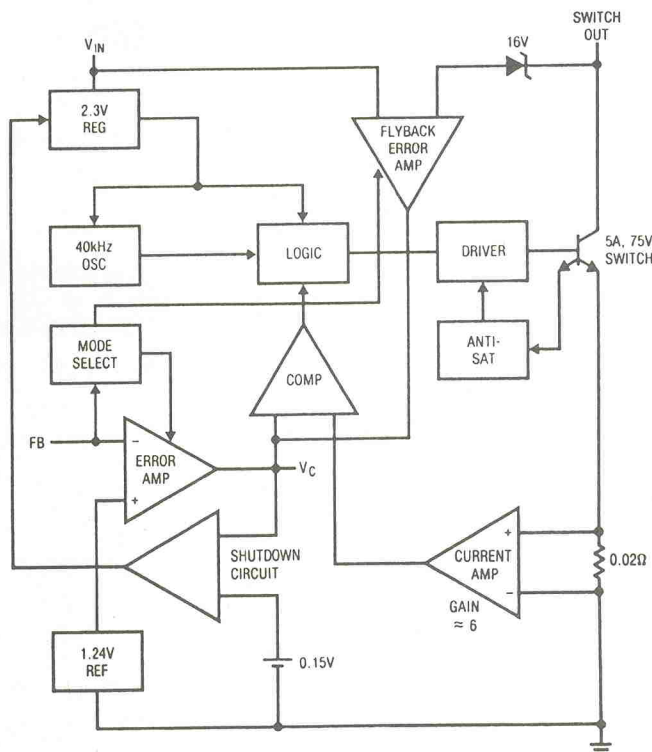 SWITCH
OUT
V_IN
16V
2.3V
REG
FLYBACK
ERROR
AMP
5A, 75V
SWITCH
40kHz
OSC
LOGIC
DRIVER
MODE
SELECT
COMP
ANTI-
SAT
FB
−
ERROR
AMP
+
V_C
SHUTDOWN
CIRCUIT
+
CURRENT
AMP
−
0.02Ω
GAIN
≈ 6
1.24V
REF
0.15V